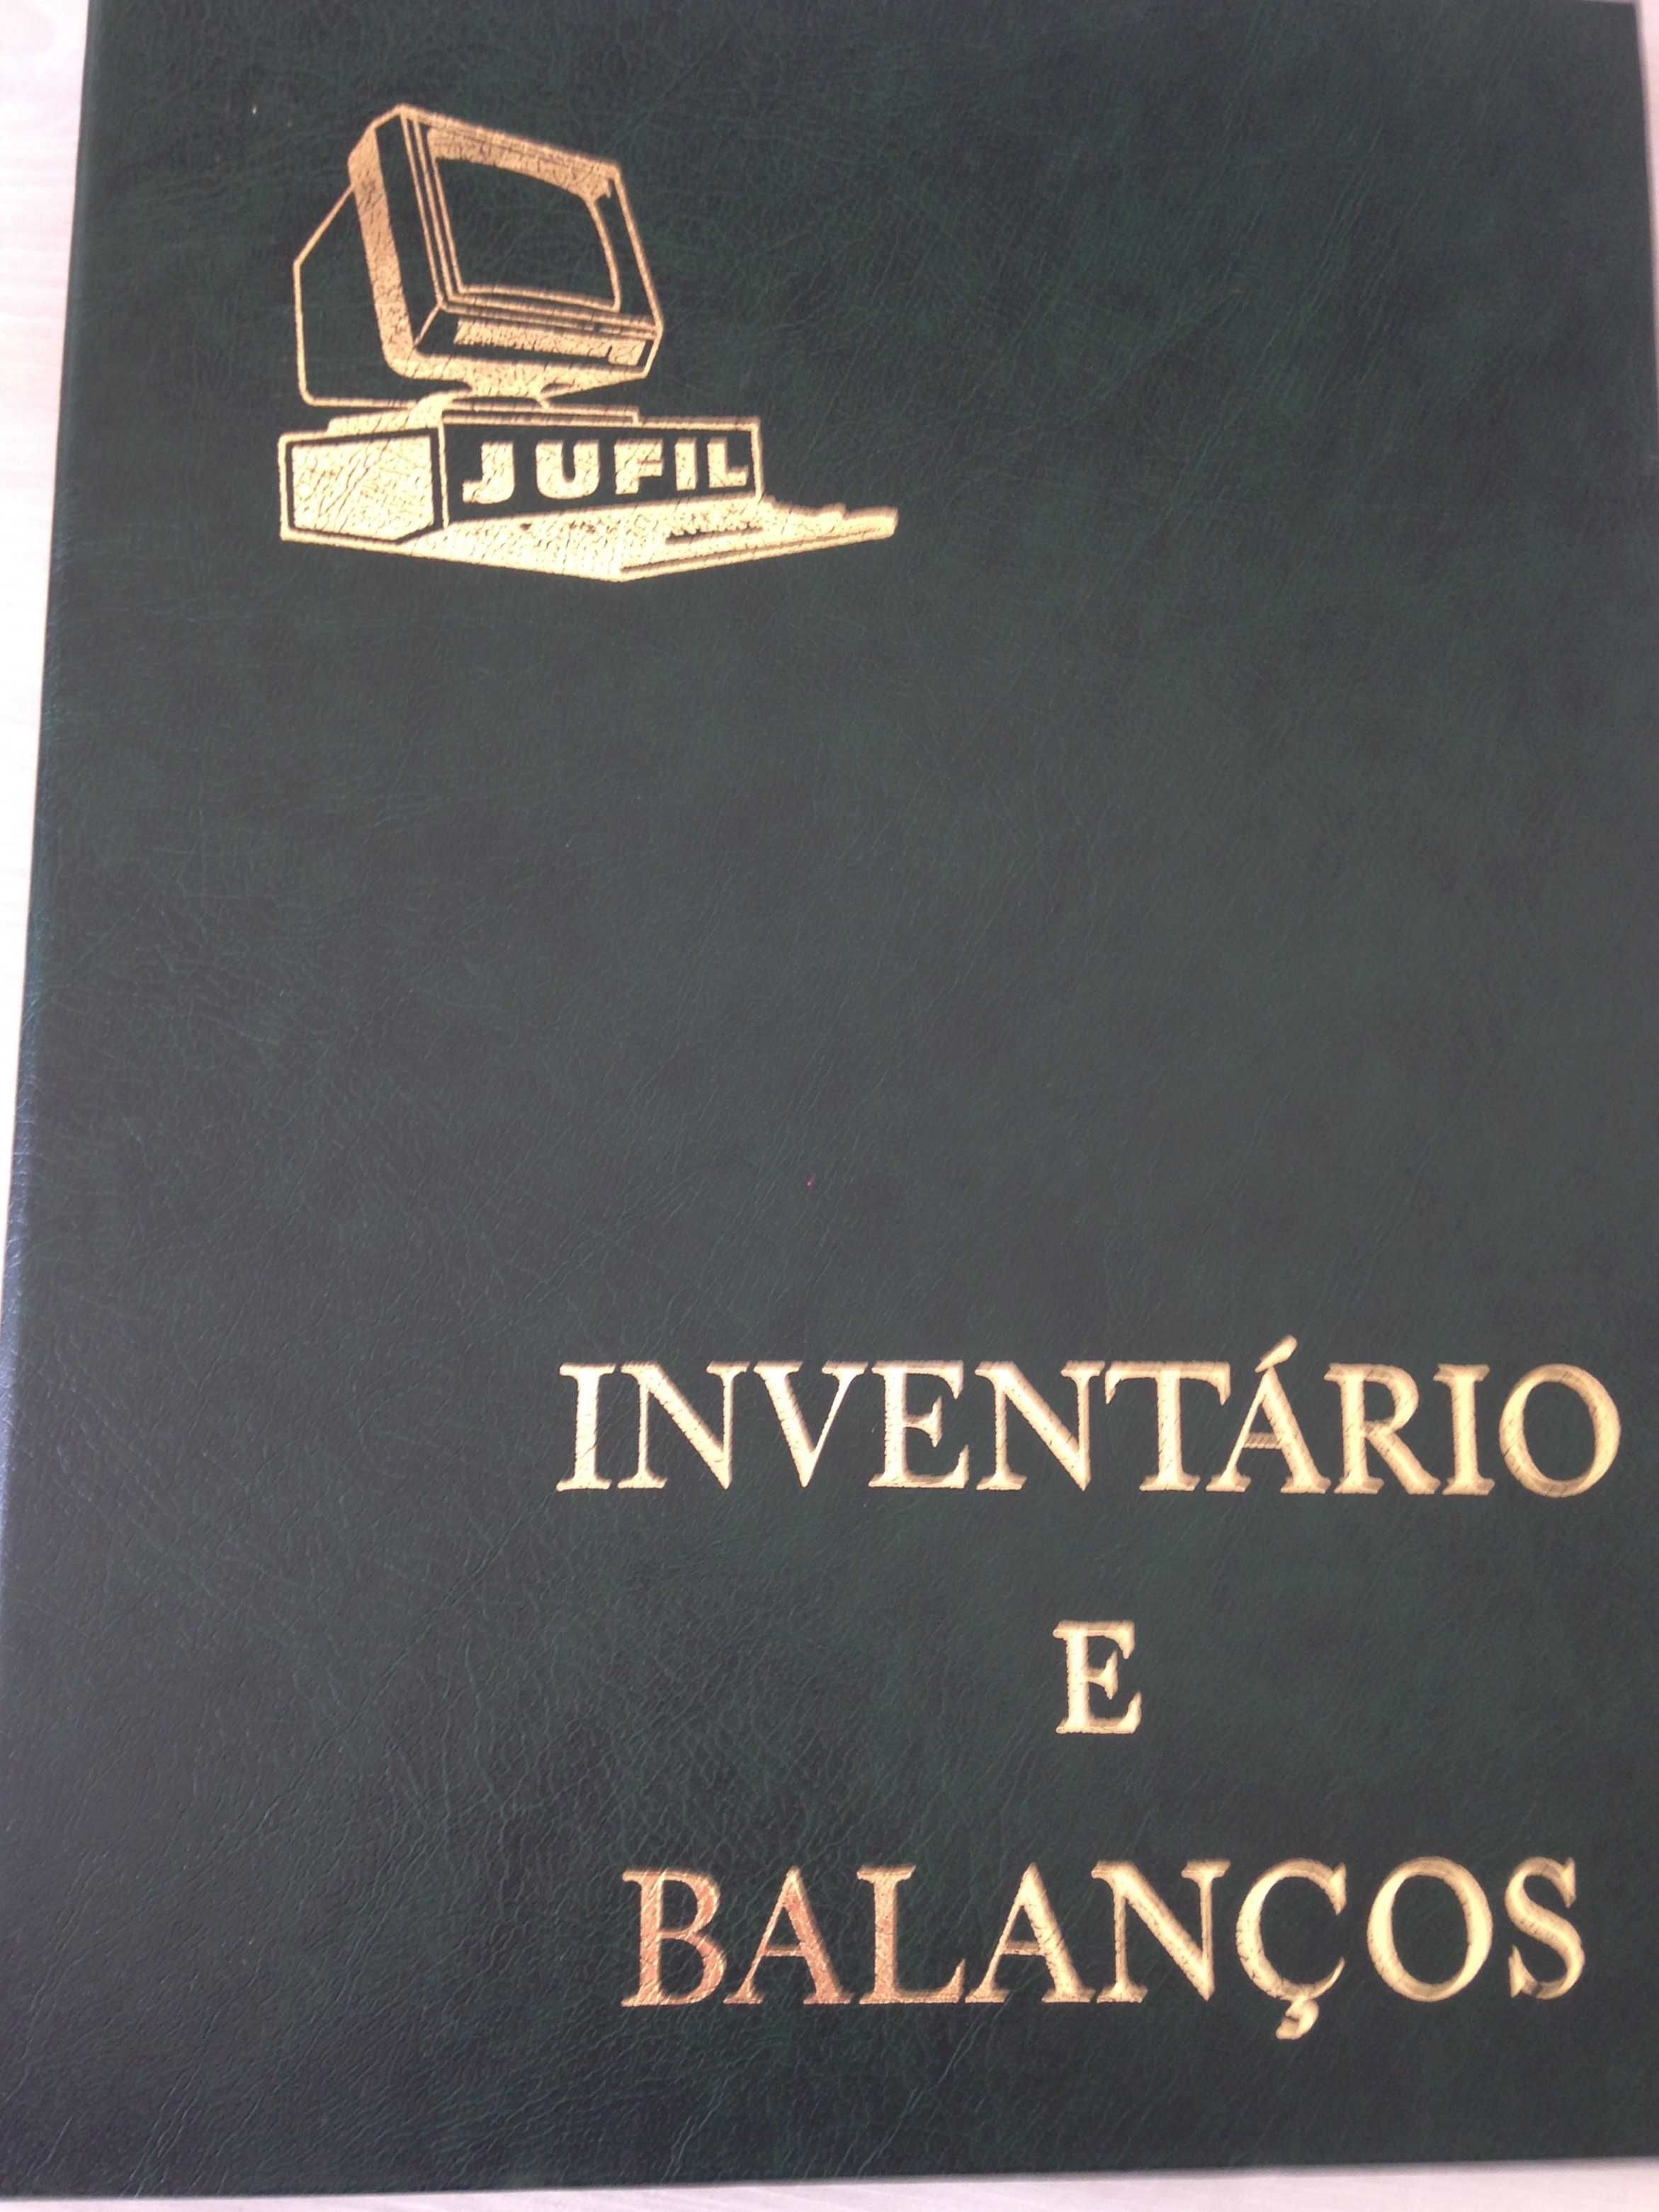 JUFIL
INVENTÁRIO
E
BALANÇOS